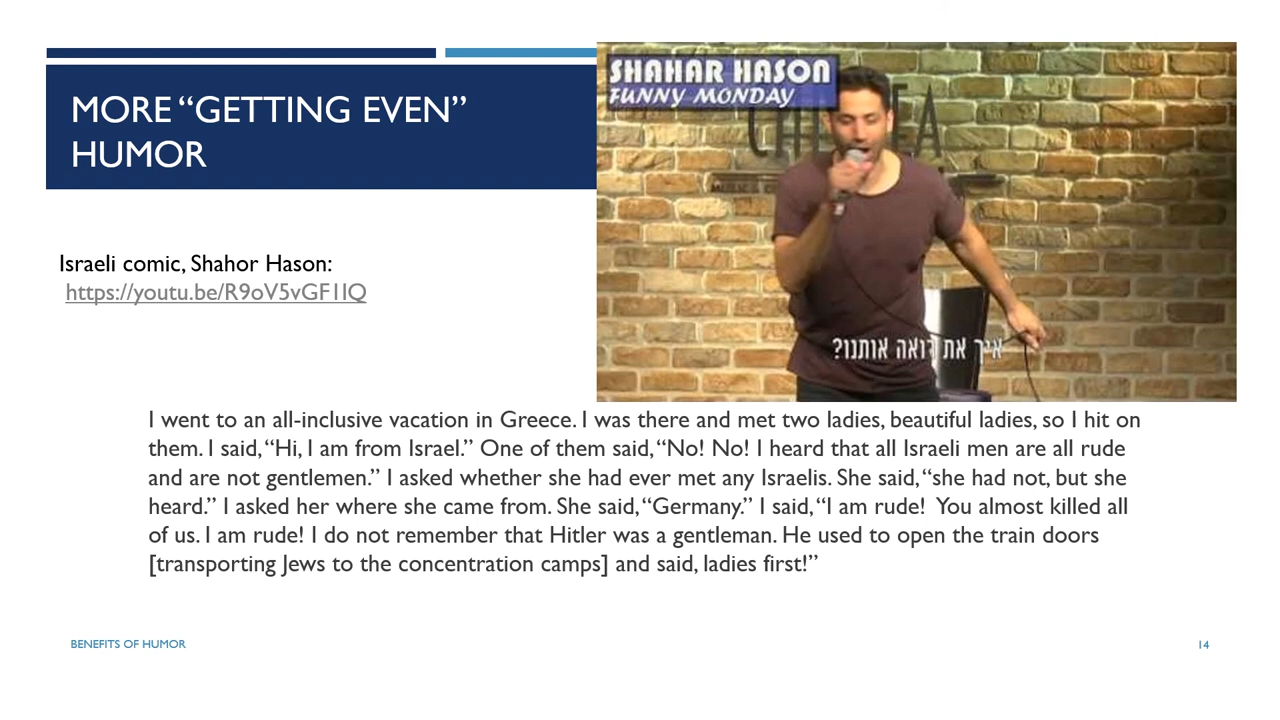 MORE “GETTING EVEN”
HUMOR
SHAHAR HASON
FUNNY MONDAY
Israeli comic, Shahor Hason:
https://youtu.be/R9oV5vGF1IQ
איך את רואה אותנו?
I went to an all-inclusive vacation in Greece. I was there and met two ladies, beautiful ladies, so I hit on
them. I said, “Hi, I am from Israel.” One of them said, “No! No! I heard that all Israeli men are all rude
and are not gentlemen.” I asked whether she had ever met any Israelis. She said, “she had not, but she
heard.” I asked her where she came from. She said, “Germany.” I said, “I am rude!  You almost killed all
of us. I am rude! I do not remember that Hitler was a gentleman. He used to open the train doors
[transporting Jews to the concentration camps] and said, ladies first!”
BENEFITS OF HUMOR
14